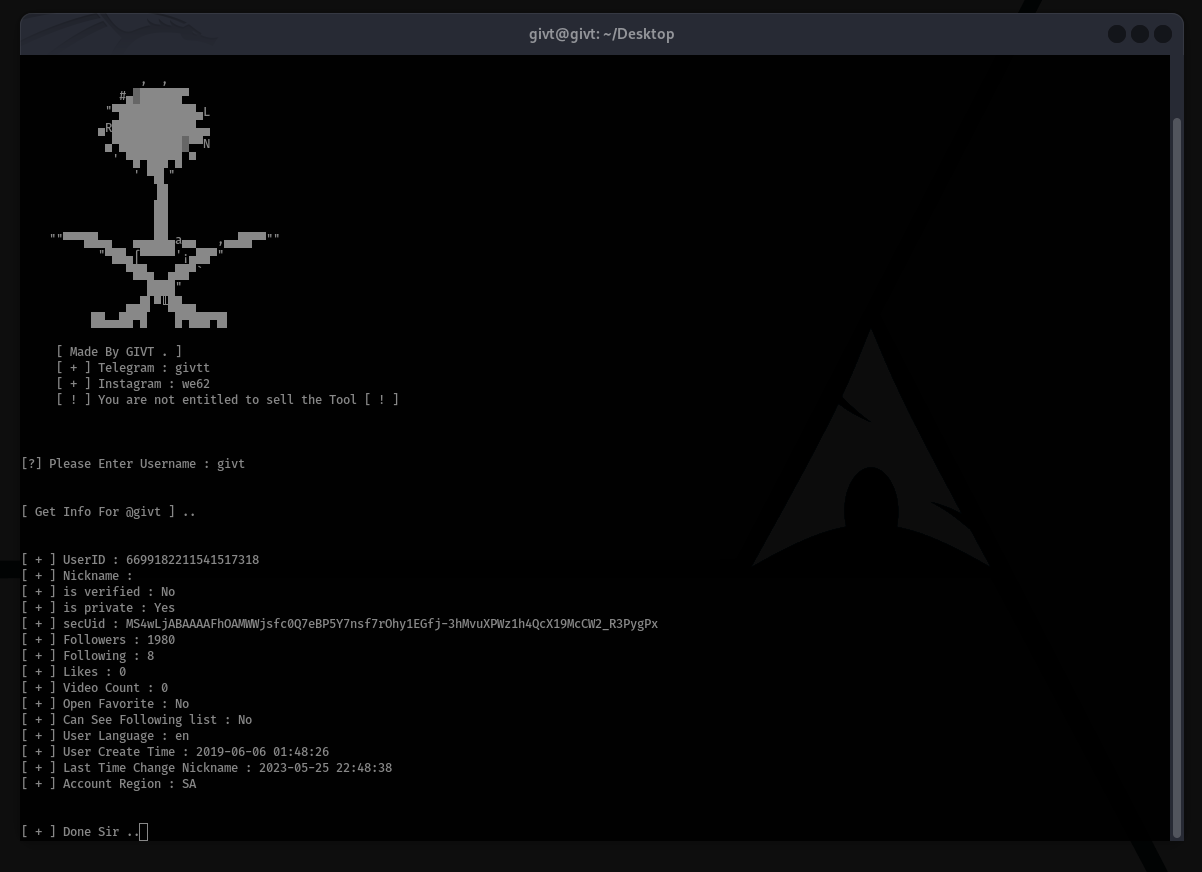 givt@givt: ~/Desktop
[ Made By GIVT . ]
[ + ] Telegram : givtt
[ + ] Instagram : we62
[ ! ] You are not entitled to sell the Tool [ ! ]
[?] Please Enter Username : givt
[ Get Info For @givt ] ..
[ + ] UserID : 6699182211541517318
[ + ] Nickname :
[ + ] is verified : No
[ + ] is private : Yes
[ + ] secUid : MS4wLjABAAAAFhOAMWWjsfc0Q7eBP5Y7nsf7rOhy1EGfj-3hMvuXPWz1h4QcX19McCW2_R3PygPx
[ + ] Followers : 1980
[ + ] Following : 8
[ + ] Likes : 0
[ + ] Video Count : 0
[ + ] Open Favorite : No
[ + ] Can See Following list : No
[ + ] User Language : en
[ + ] User Create Time : 2019-06-06 01:48:26
[ + ] Last Time Change Nickname : 2023-05-25 22:48:38
[ + ] Account Region : SA
[ + ] Done Sir ..